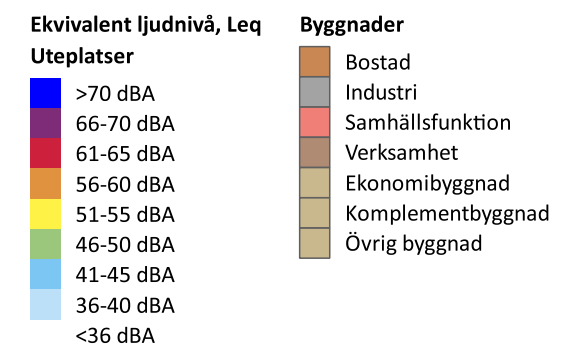 Ekvivalent ljudnivå, Leq
Uteplatser
>70 dBA
66-70 dBA
61-65 dBA
56-60 dBA
51-55 dBA
46-50 dBA
41-45 dBA
36-40 dBA
<36 dBA
Byggnader
Bostad
Industri
Samhällsfunktion
Verksamhet
Ekonomibyggnad
Komplementbyggnad
Övrig byggnad